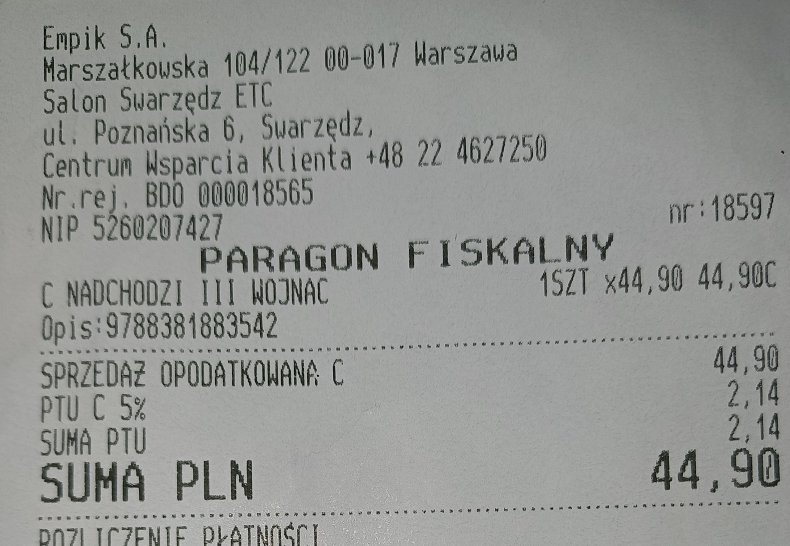 Empik S.A.
Marszałkowska 104/122 00-017 Warszawa
Salon Swarzędz ETC
ul. Poznańska 6, Swarzędz,
Centrum Wsparcia Klienta +48 22 4627250
Nr.rej. BDO 000018565
NIP 5260207427 nr:18597
PARAGON FISKALNY
C NADCHODZI III WOJNAC 1SZT x44,90 44,90C
Opis:9788381883542
SPRZEDAŻ OPODATKOWANA C 44,90
PTU C 5% 2,14
SUMA PTU 2,14
SUMA PLN 44,90
ROZLICZENIE PŁATNOŚCI